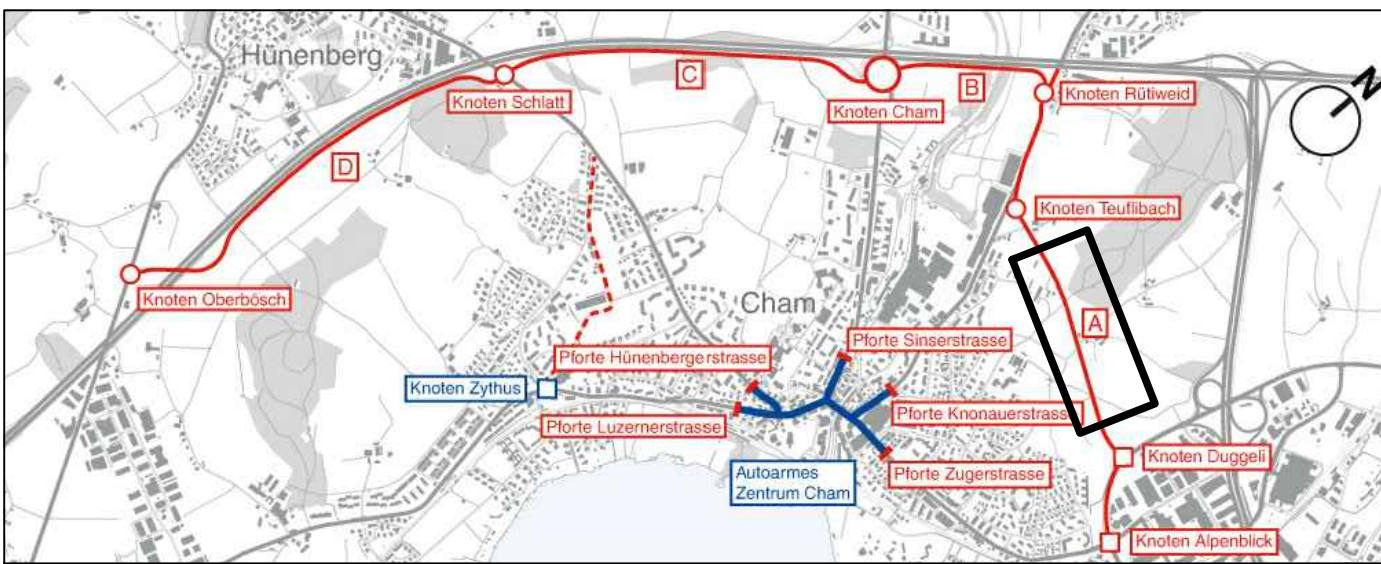 Hünenberg
C
B
N
Knoten Schlatt
Knoten Cham
Knoten Rütiweid
D
Knoten Teuflibach
Knoten Oberbösch
Cham
A
Pforte Hünenbergerstrasse
Pforte Sinserstrasse
Knoten Zythus
Pforte Knonauerstrasse
Pforte Luzernerstrasse
Autoarmes
Zentrum Cham
Pforte Zugerstrasse
Knoten Duggeli
Knoten Alpenblick